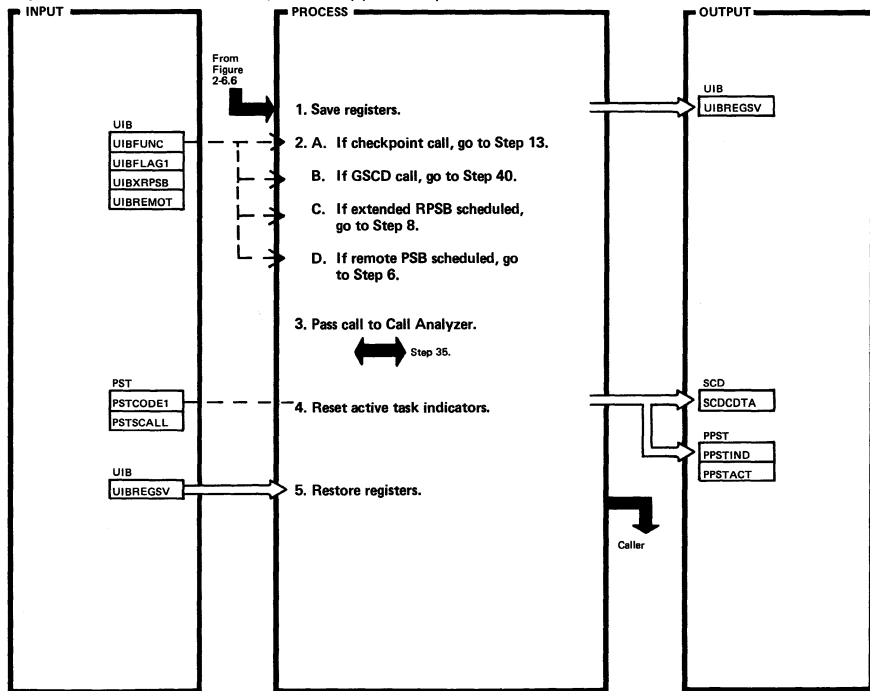 INPUT
PROCESS
OUTPUT
From
Figure
2-6.6
1. Save registers.
UIB
UIBREGSV
UIB
UIBFUNC
UIBFLAG1
UIBXRPSB
UIBREMOT
2. A. If checkpoint call, go to Step 13.
B. If GSCD call, go to Step 40.
C. If extended RPSB scheduled,
go to Step 8.
D. If remote PSB scheduled, go
to Step 6.
3. Pass call to Call Analyzer.
Step 35.
PST
PSTCODE1
PSTSCALL
4. Reset active task indicators.
SCD
SCDCDTA
PPST
PPSTIND
PPSTACT
UIB
UIBREGSV
5. Restore registers.
Caller